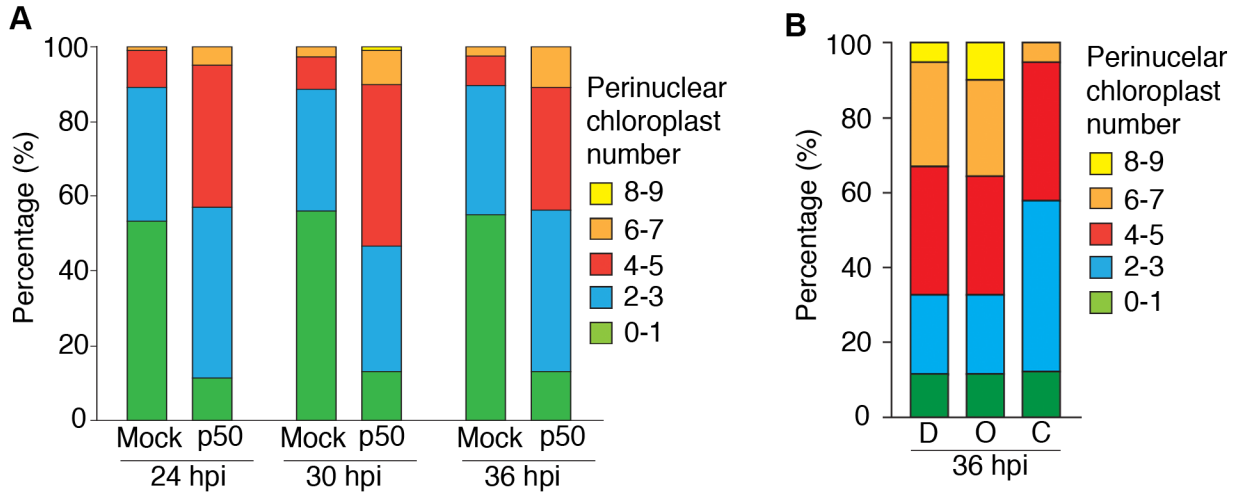 A
100
80
60
40
20
0
Percentage (%)
Mock p50
24 hpi
Mock p50
30 hpi
Mock p50
36 hpi
Perinuclear
chloroplast
number
8-9
6-7
4-5
2-3
0-1
B
100
80
60
40
20
0
Percentage (%)
D O C
36 hpi
Perinucelar
chloroplast
number
8-9
6-7
4-5
2-3
0-1